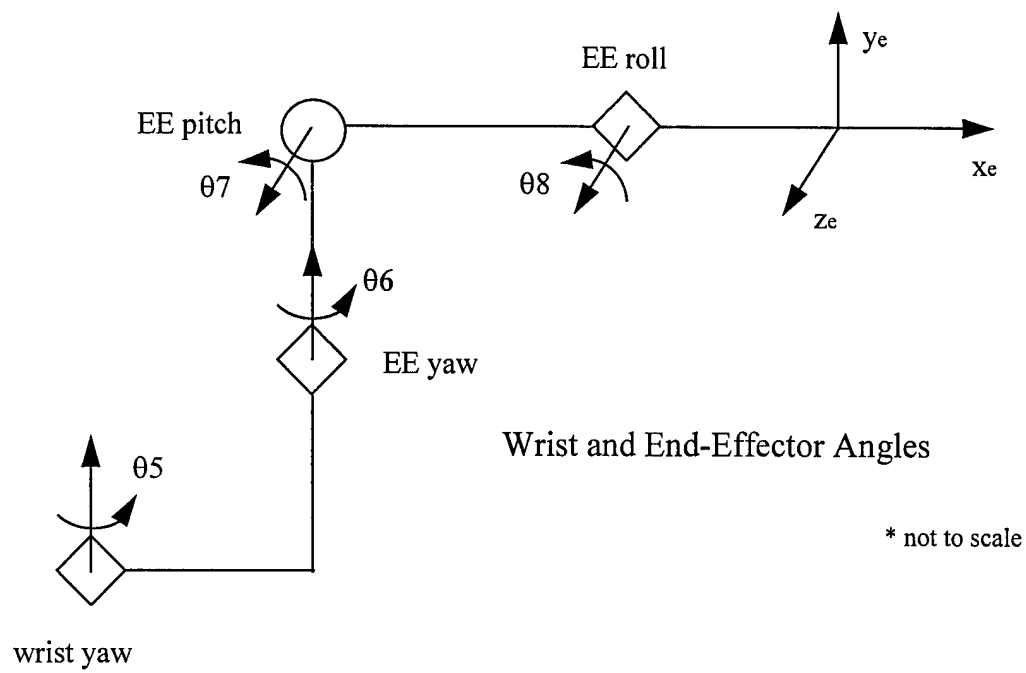 ye
EE roll
EE pitch
xe
θ7
θ8
ze
θ6
EE yaw
Wrist and End-Effector Angles
θ5
* not to scale
wrist yaw